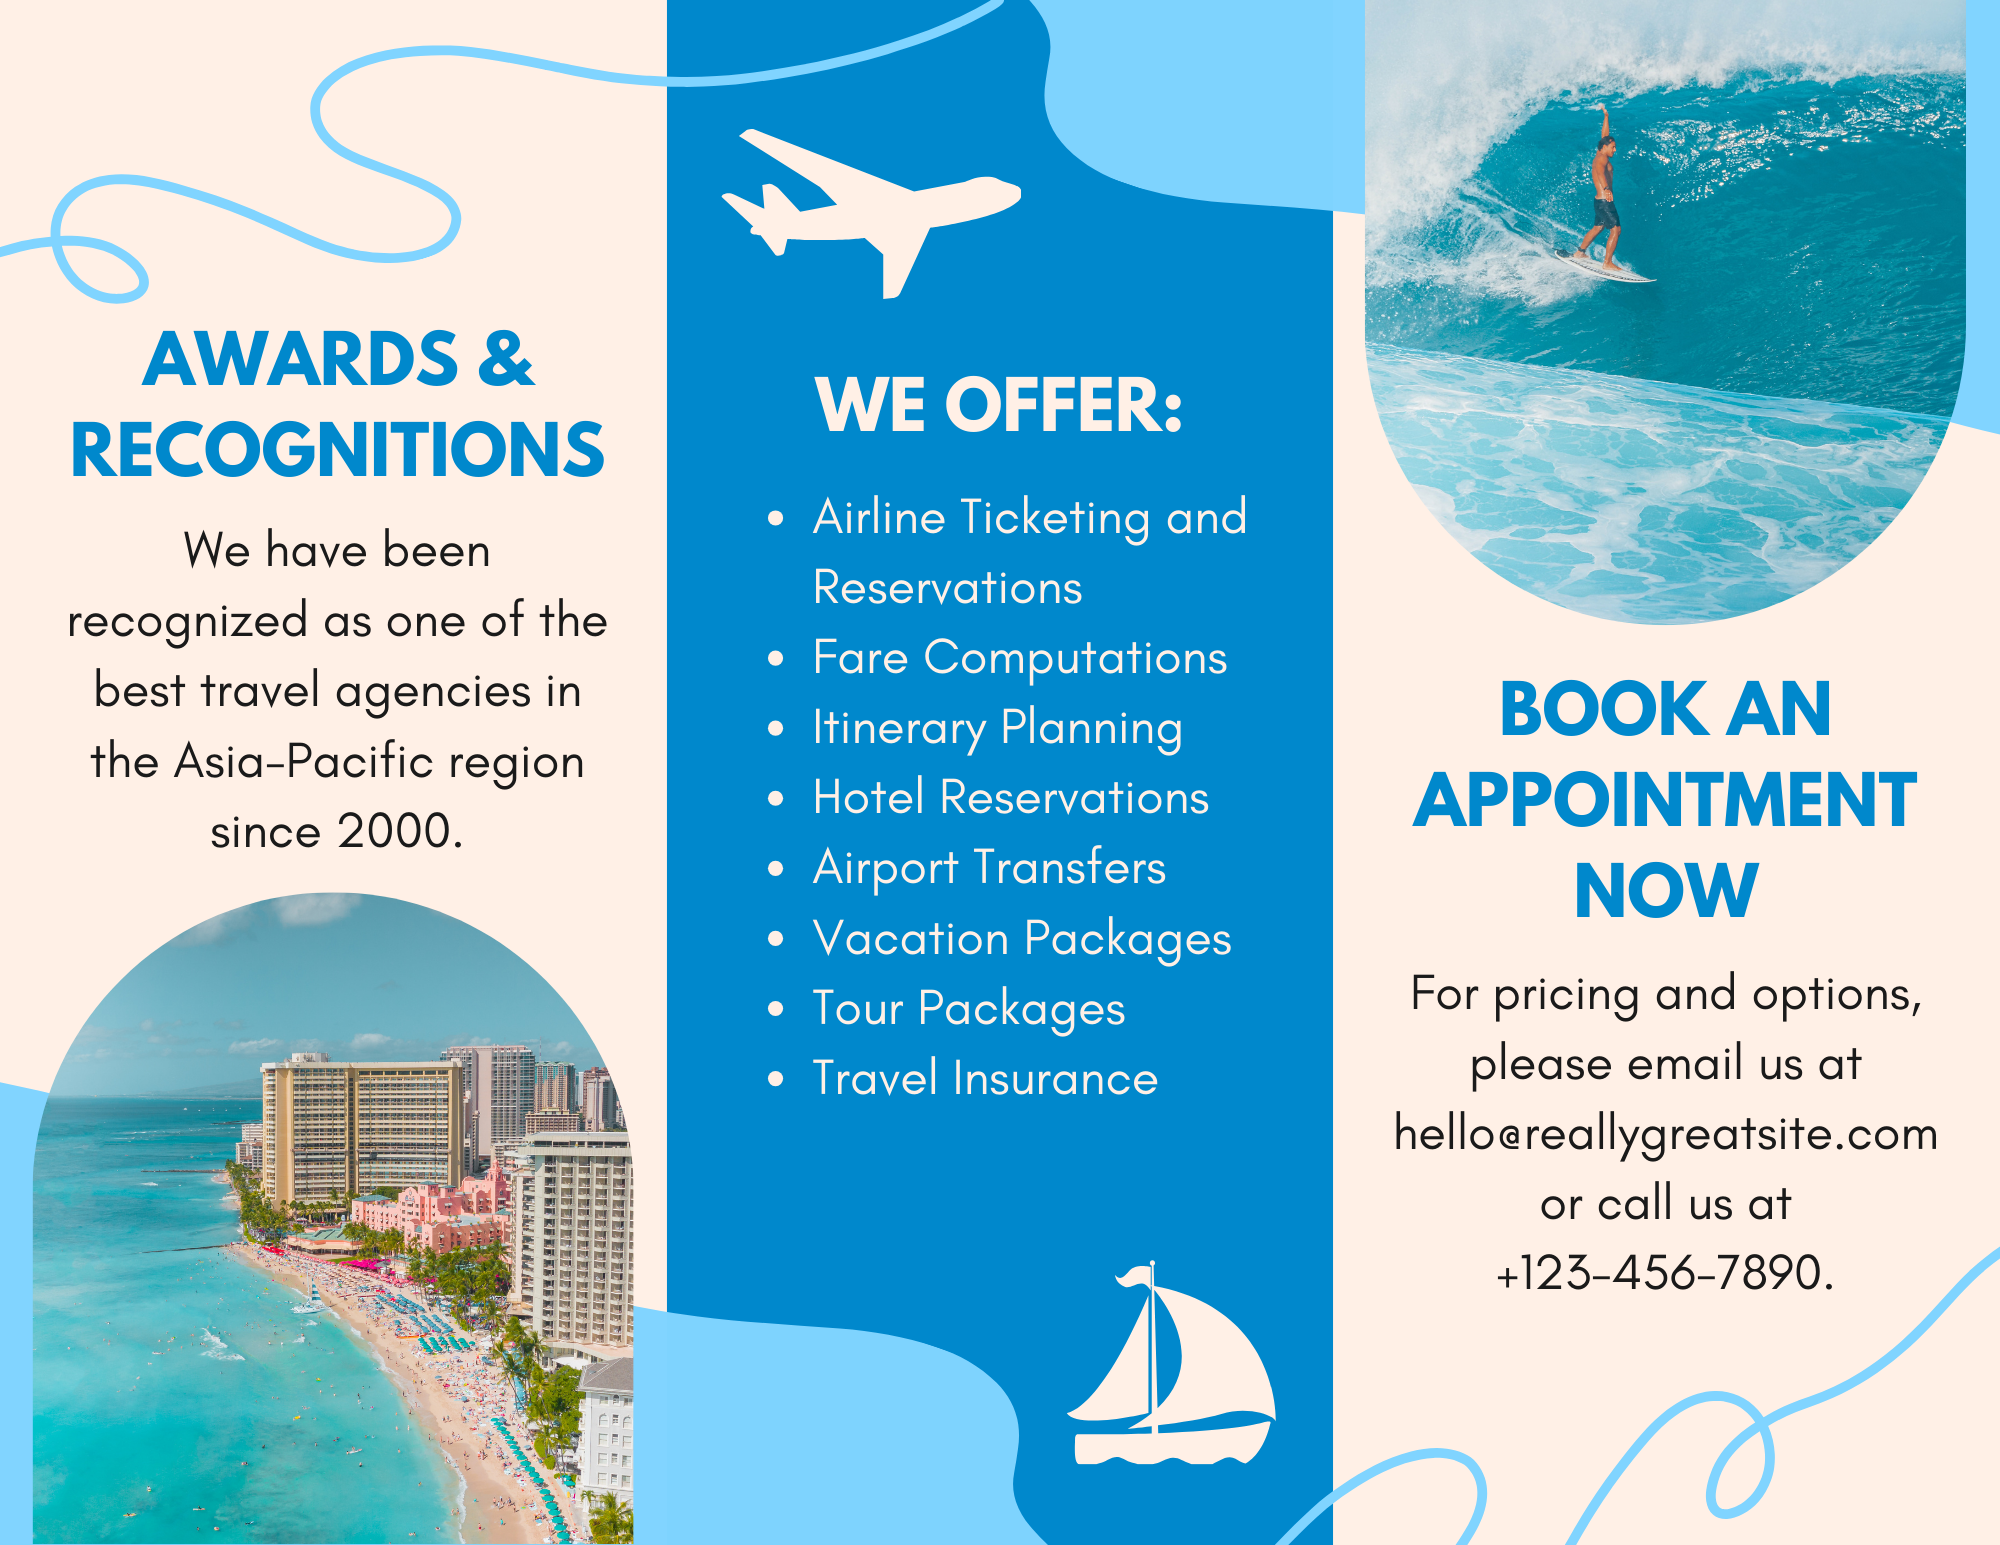 AWARDS &
RECOGNITIONS
We have been
recognized as one of the
best travel agencies in
the Asia-Pacific region
since 2000.
WE OFFER:
• Airline Ticketing and
Reservations
• Fare Computations
• Itinerary Planning
• Hotel Reservations
• Airport Transfers
• Vacation Packages
• Tour Packages
• Travel Insurance
BOOK AN
APPOINTMENT
NOW
For pricing and options,
please email us at
hello@reallygreatsite.com
or call us at
+123-456-7890.